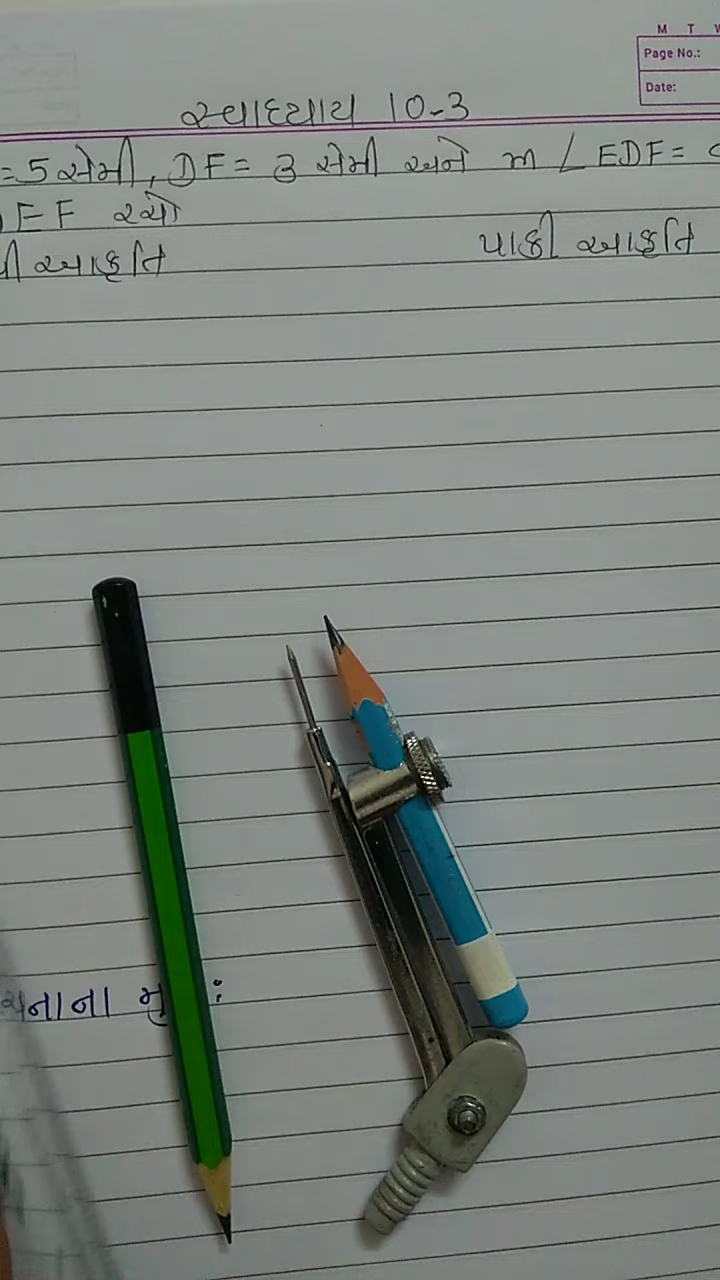 M T W
Page No.:
Date:
સ્વાધ્યાય 10.3
=5 સેમી, DF = 3 સેમી અને m ∠EDF =
EF રચો
આકૃતિ પાકી આકૃતિ
રચનાના મુ :